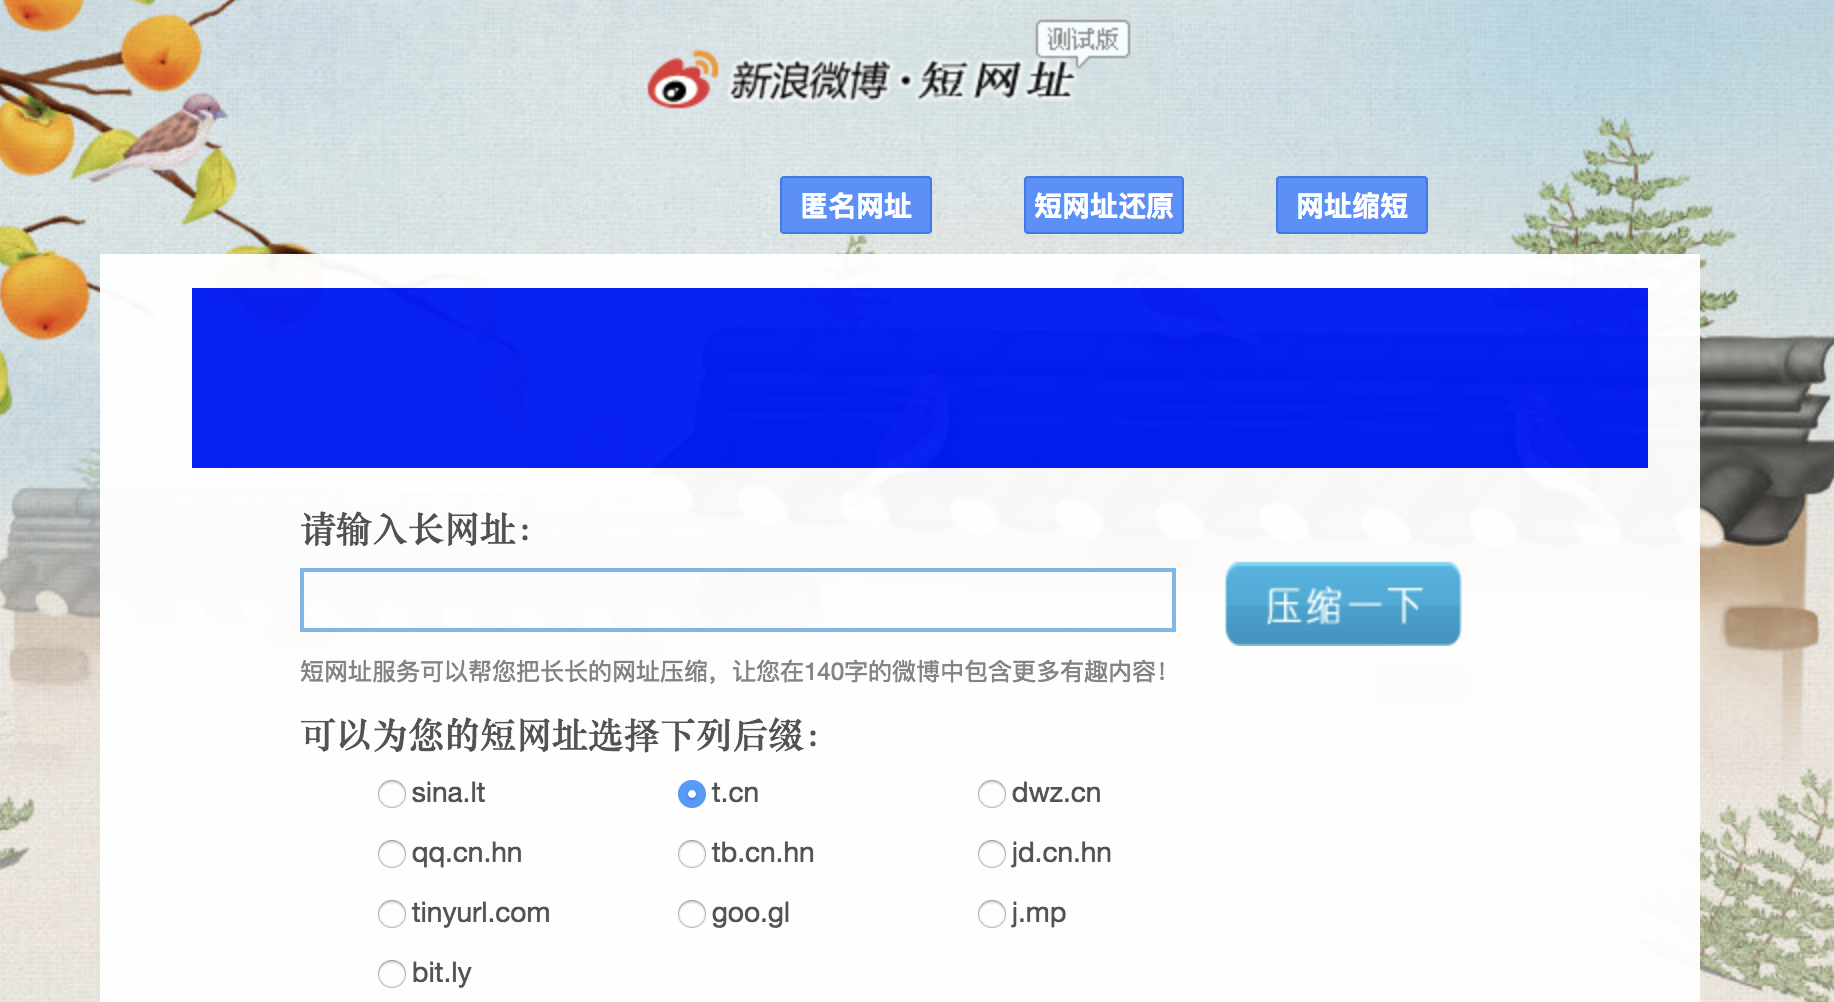 测试版
新浪微博·短网址
匿名网址 短网址还原 网址缩短
请输入长网址：
压缩一下
短网址服务可以帮您把长长的网址压缩，让您在140字的微博中包含更多有趣内容！
可以为您的短网址选择下列后缀：
sina.lt t.cn dwz.cn
qq.cn.hn tb.cn.hn jd.cn.hn
tinyurl.com goo.gl j.mp
bit.ly